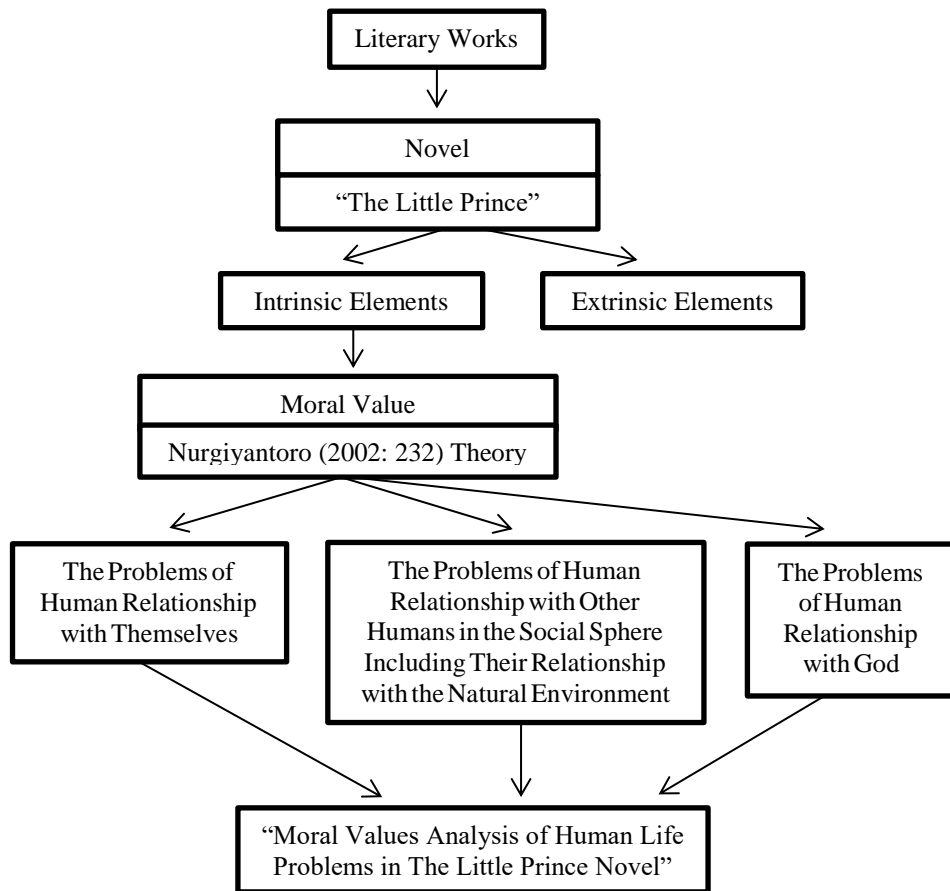 Literary Works
Novel
“The Little Prince”
Intrinsic Elements
Extrinsic Elements
Moral Value
Nurgiyantoro (2002: 232) Theory
The Problems of
Human Relationship
with Themselves
The Problems of Human
Relationship with Other
Humans in the Social Sphere
Including Their Relationship
with the Natural Environment
The Problems
of Human
Relationship
with God
“Moral Values Analysis of Human Life
Problems in The Little Prince Novel”